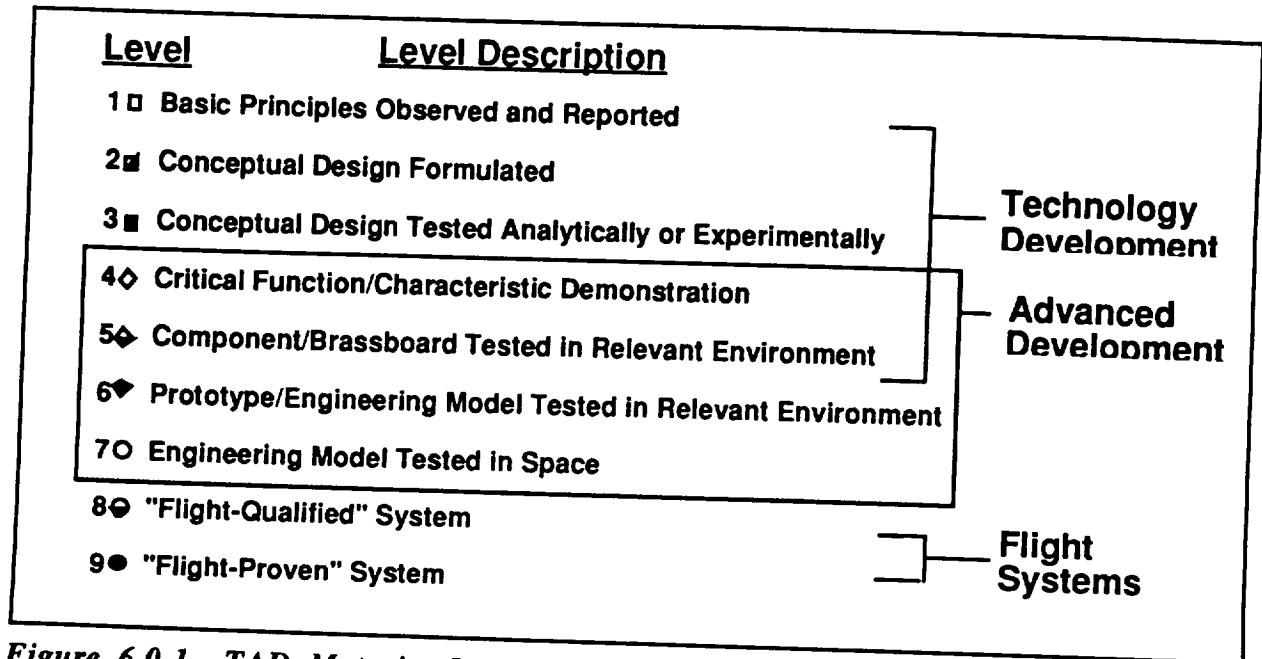 Level Level Description
1 Basic Principles Observed and Reported
2 Conceptual Design Formulated
3 Conceptual Design Tested Analytically or Experimentally
4 Critical Function/Characteristic Demonstration
5 Component/Brassboard Tested in Relevant Environment
6 Prototype/Engineering Model Tested in Relevant Environment
7 Engineering Model Tested in Space
8 "Flight-Qualified" System
9 "Flight-Proven" System
Technology
Development
Advanced
Development
Flight
Systems
Figure 6.0.1 TAD